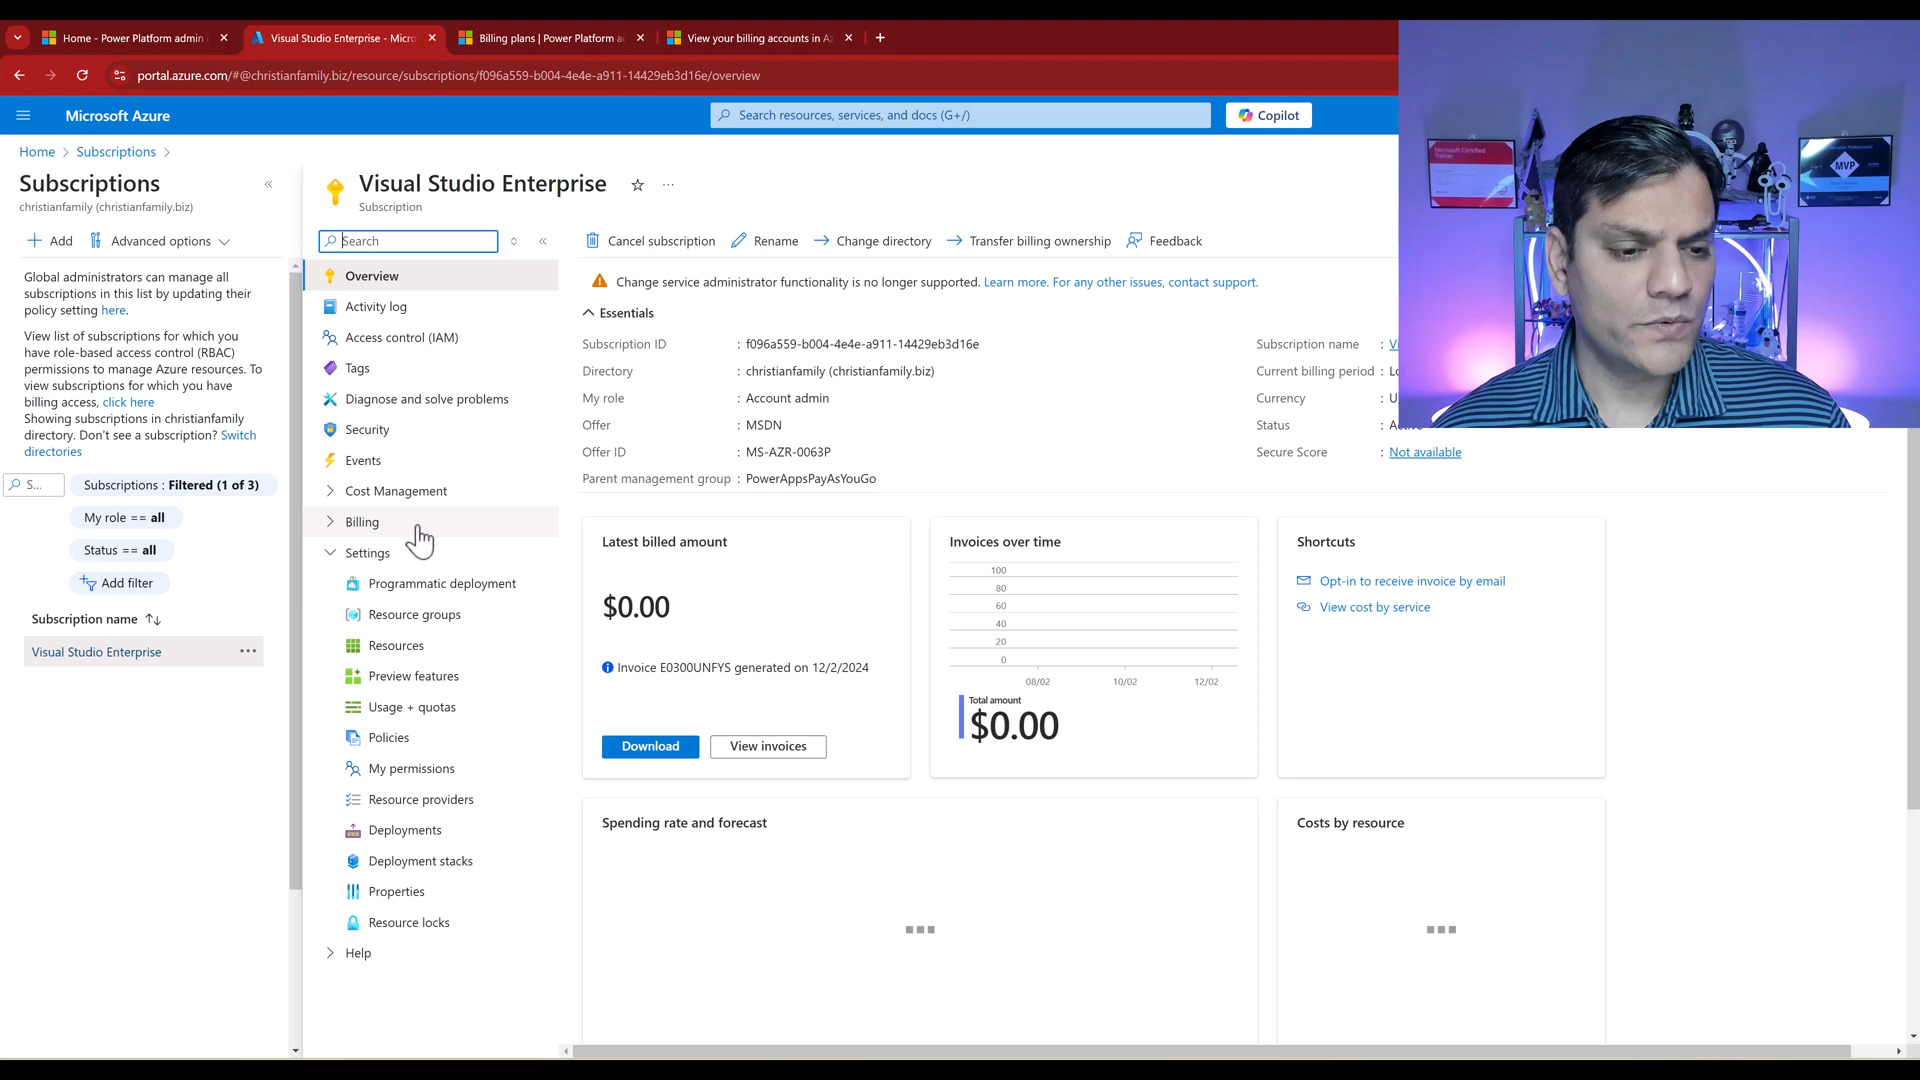 Home - Power Platform admin
Visual Studio Enterprise - Micro
Billing plans | Power Platform a
View your billing accounts in A
portal.azure.com/#@christianfamily.biz/resource/subscriptions/f096a559-b004-4e4e-a911-14429eb3d16e/overview
Microsoft Azure
Search resources, services, and docs (G+/)
Copilot
Home > Subscriptions >
Subscriptions
christianfamily (christianfamily.biz)
Add
Advanced options
Global administrators can manage all
subscriptions in this list by updating their
policy setting here.
View list of subscriptions for which you
have role-based access control (RBAC)
permissions to manage Azure resources. To
view subscriptions for which you have
billing access, click here
Showing subscriptions in christianfamily
directory. Don't see a subscription? Switch
directories
S...
Subscriptions : Filtered (1 of 3)
My role == all
Status == all
Add filter
Subscription name
Visual Studio Enterprise
Visual Studio Enterprise
Subscription
Search
Overview
Activity log
Access control (IAM)
Tags
Diagnose and solve problems
Security
Events
Cost Management
Billing
Settings
Programmatic deployment
Resource groups
Resources
Preview features
Usage + quotas
Policies
My permissions
Resource providers
Deployments
Deployment stacks
Properties
Resource locks
Help
Cancel subscription
Rename
Change directory
Transfer billing ownership
Feedback
Change service administrator functionality is no longer supported. Learn more. For any other issues, contact support.
Essentials
Subscription ID : f096a559-b004-4e4e-a911-14429eb3d16e
Directory : christianfamily (christianfamily.biz)
My role : Account admin
Offer : MSDN
Offer ID : MS-AZR-0063P
Parent management group : PowerAppsPayAsYouGo
Subscription name : Vi
Current billing period :
Currency : U
Status : Active
Secure Score : Not available
Latest billed amount
$0.00
Invoice E0300UNFYS generated on 12/2/2024
Download
View invoices
Invoices over time
100
80
60
40
20
0
08/02 10/02 12/02
Total amount
$0.00
Shortcuts
Opt-in to receive invoice by email
View cost by service
Spending rate and forecast
Costs by resource
Microsoft Certified
Trainer
MVP